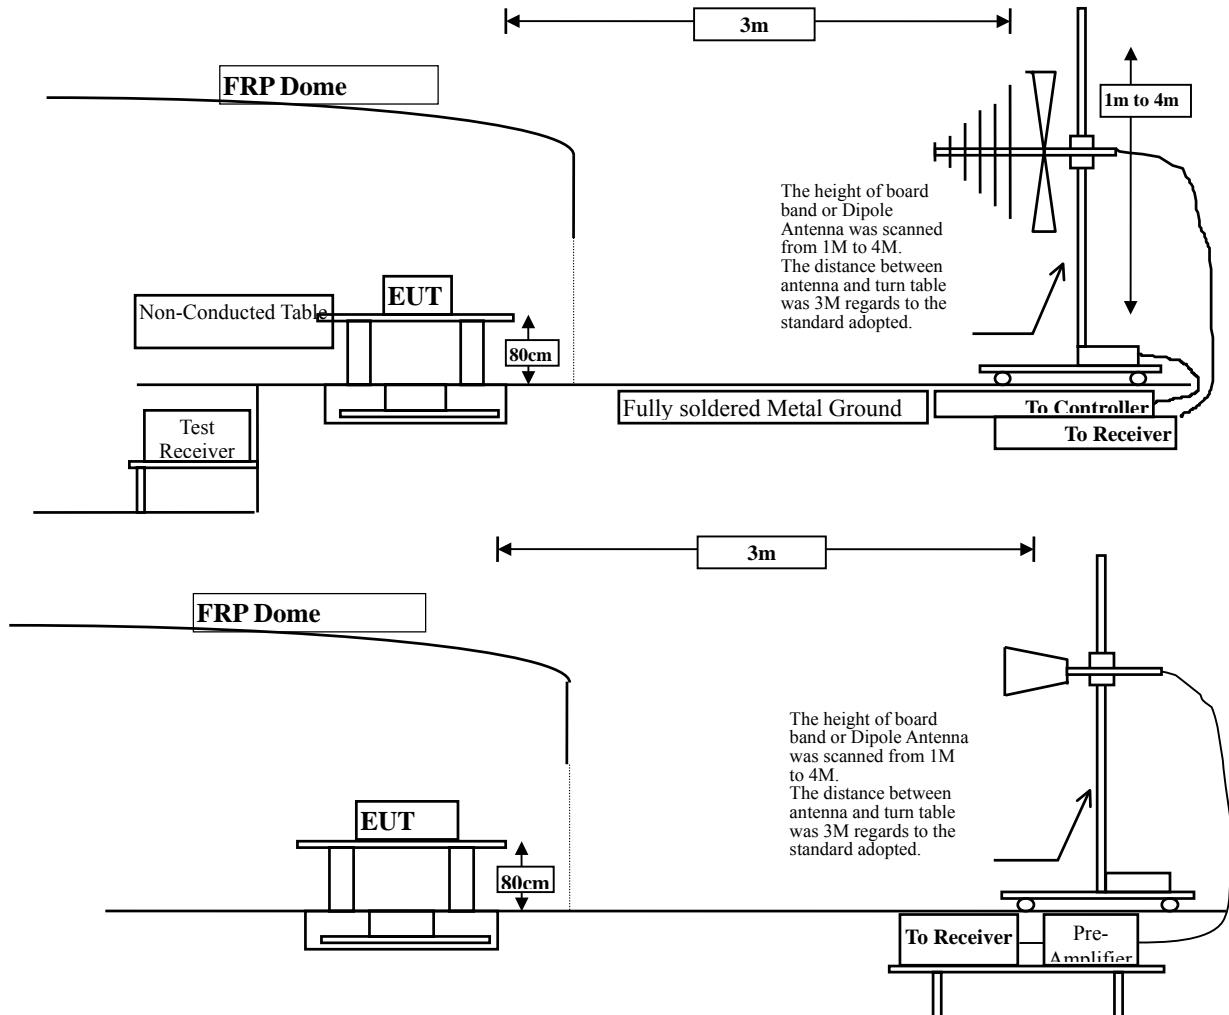 3m
FRP Dome
1m to 4m
The height of board
band or Dipole
Antenna was scanned
from 1M to 4M.
The distance between
antenna and turn table
was 3M regards to the
standard adopted.
EUT
Non-Conducted Table
80cm
Fully soldered Metal Ground
To Controller
To Receiver
Test
Receiver
3m
FRP Dome
The height of board
band or Dipole Antenna
was scanned from 1M
to 4M.
The distance between
antenna and turn table
was 3M regards to the
standard adopted.
EUT
80cm
To Receiver
Pre-
Amplifier